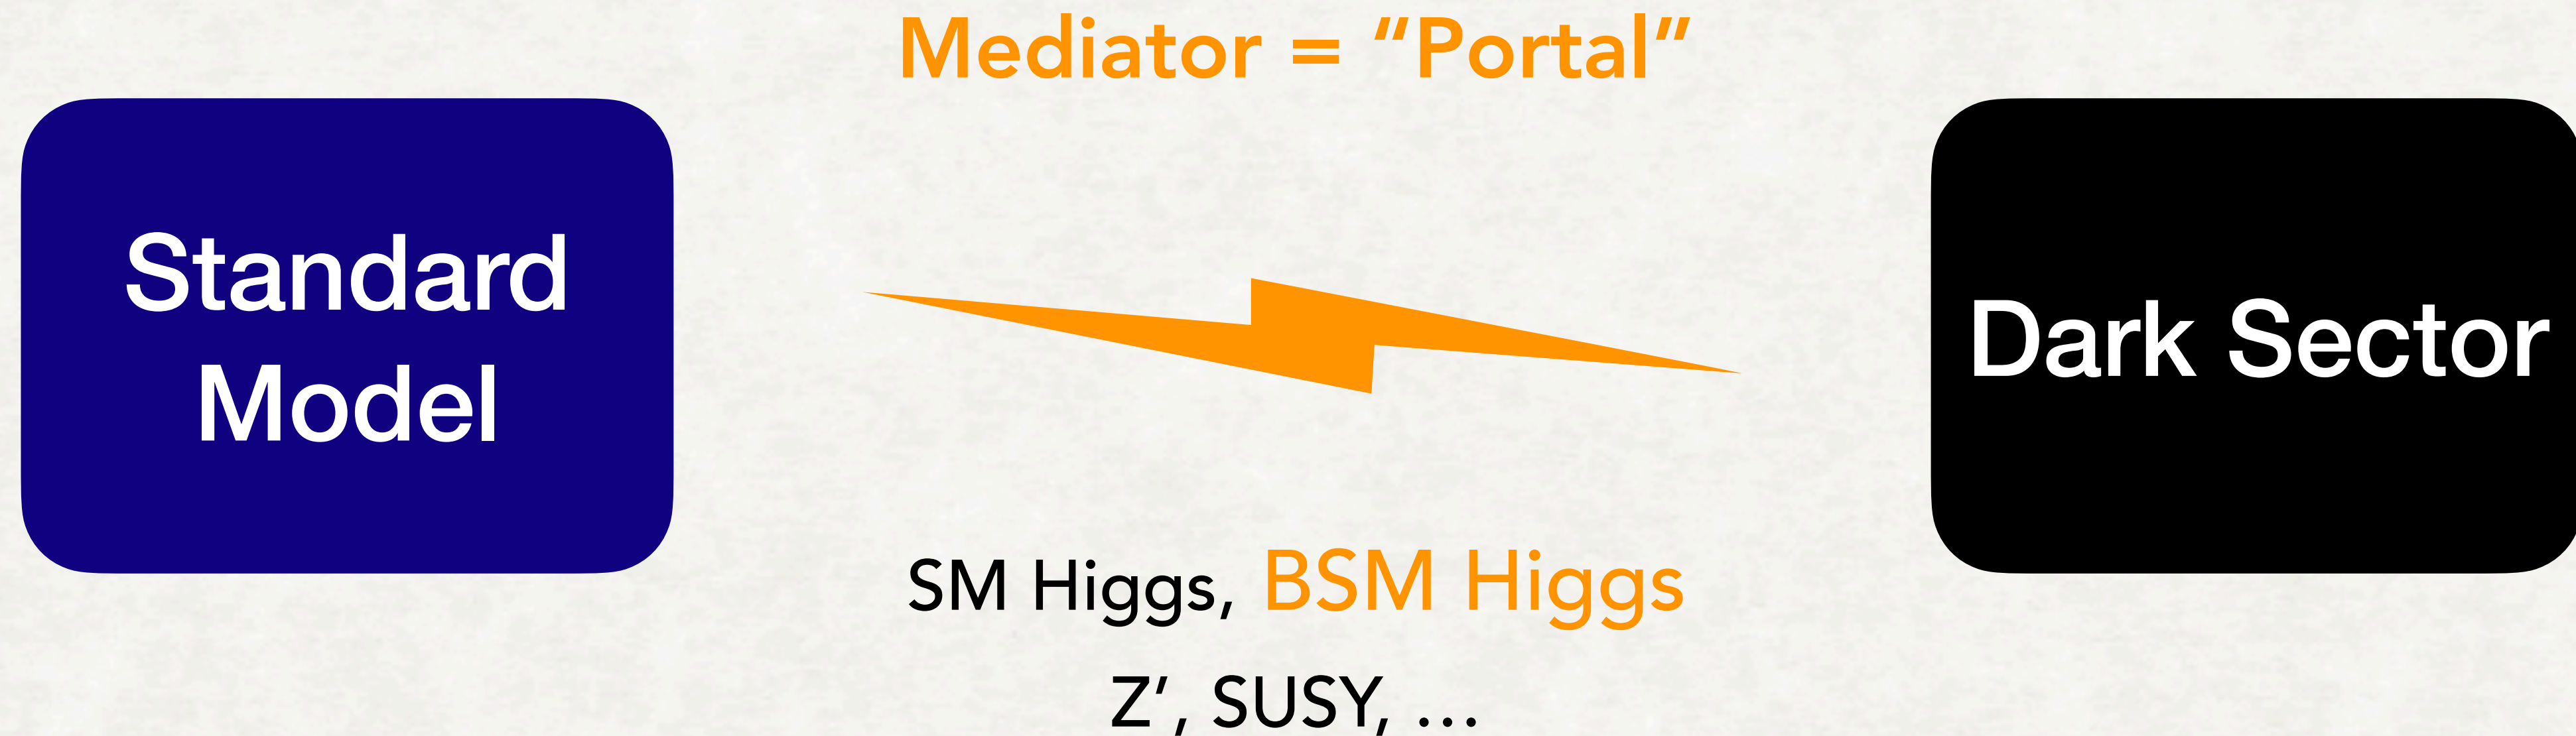 Mediator = “Portal”
Standard
Model
Dark Sector
SM Higgs, BSM Higgs
Z’, SUSY, …